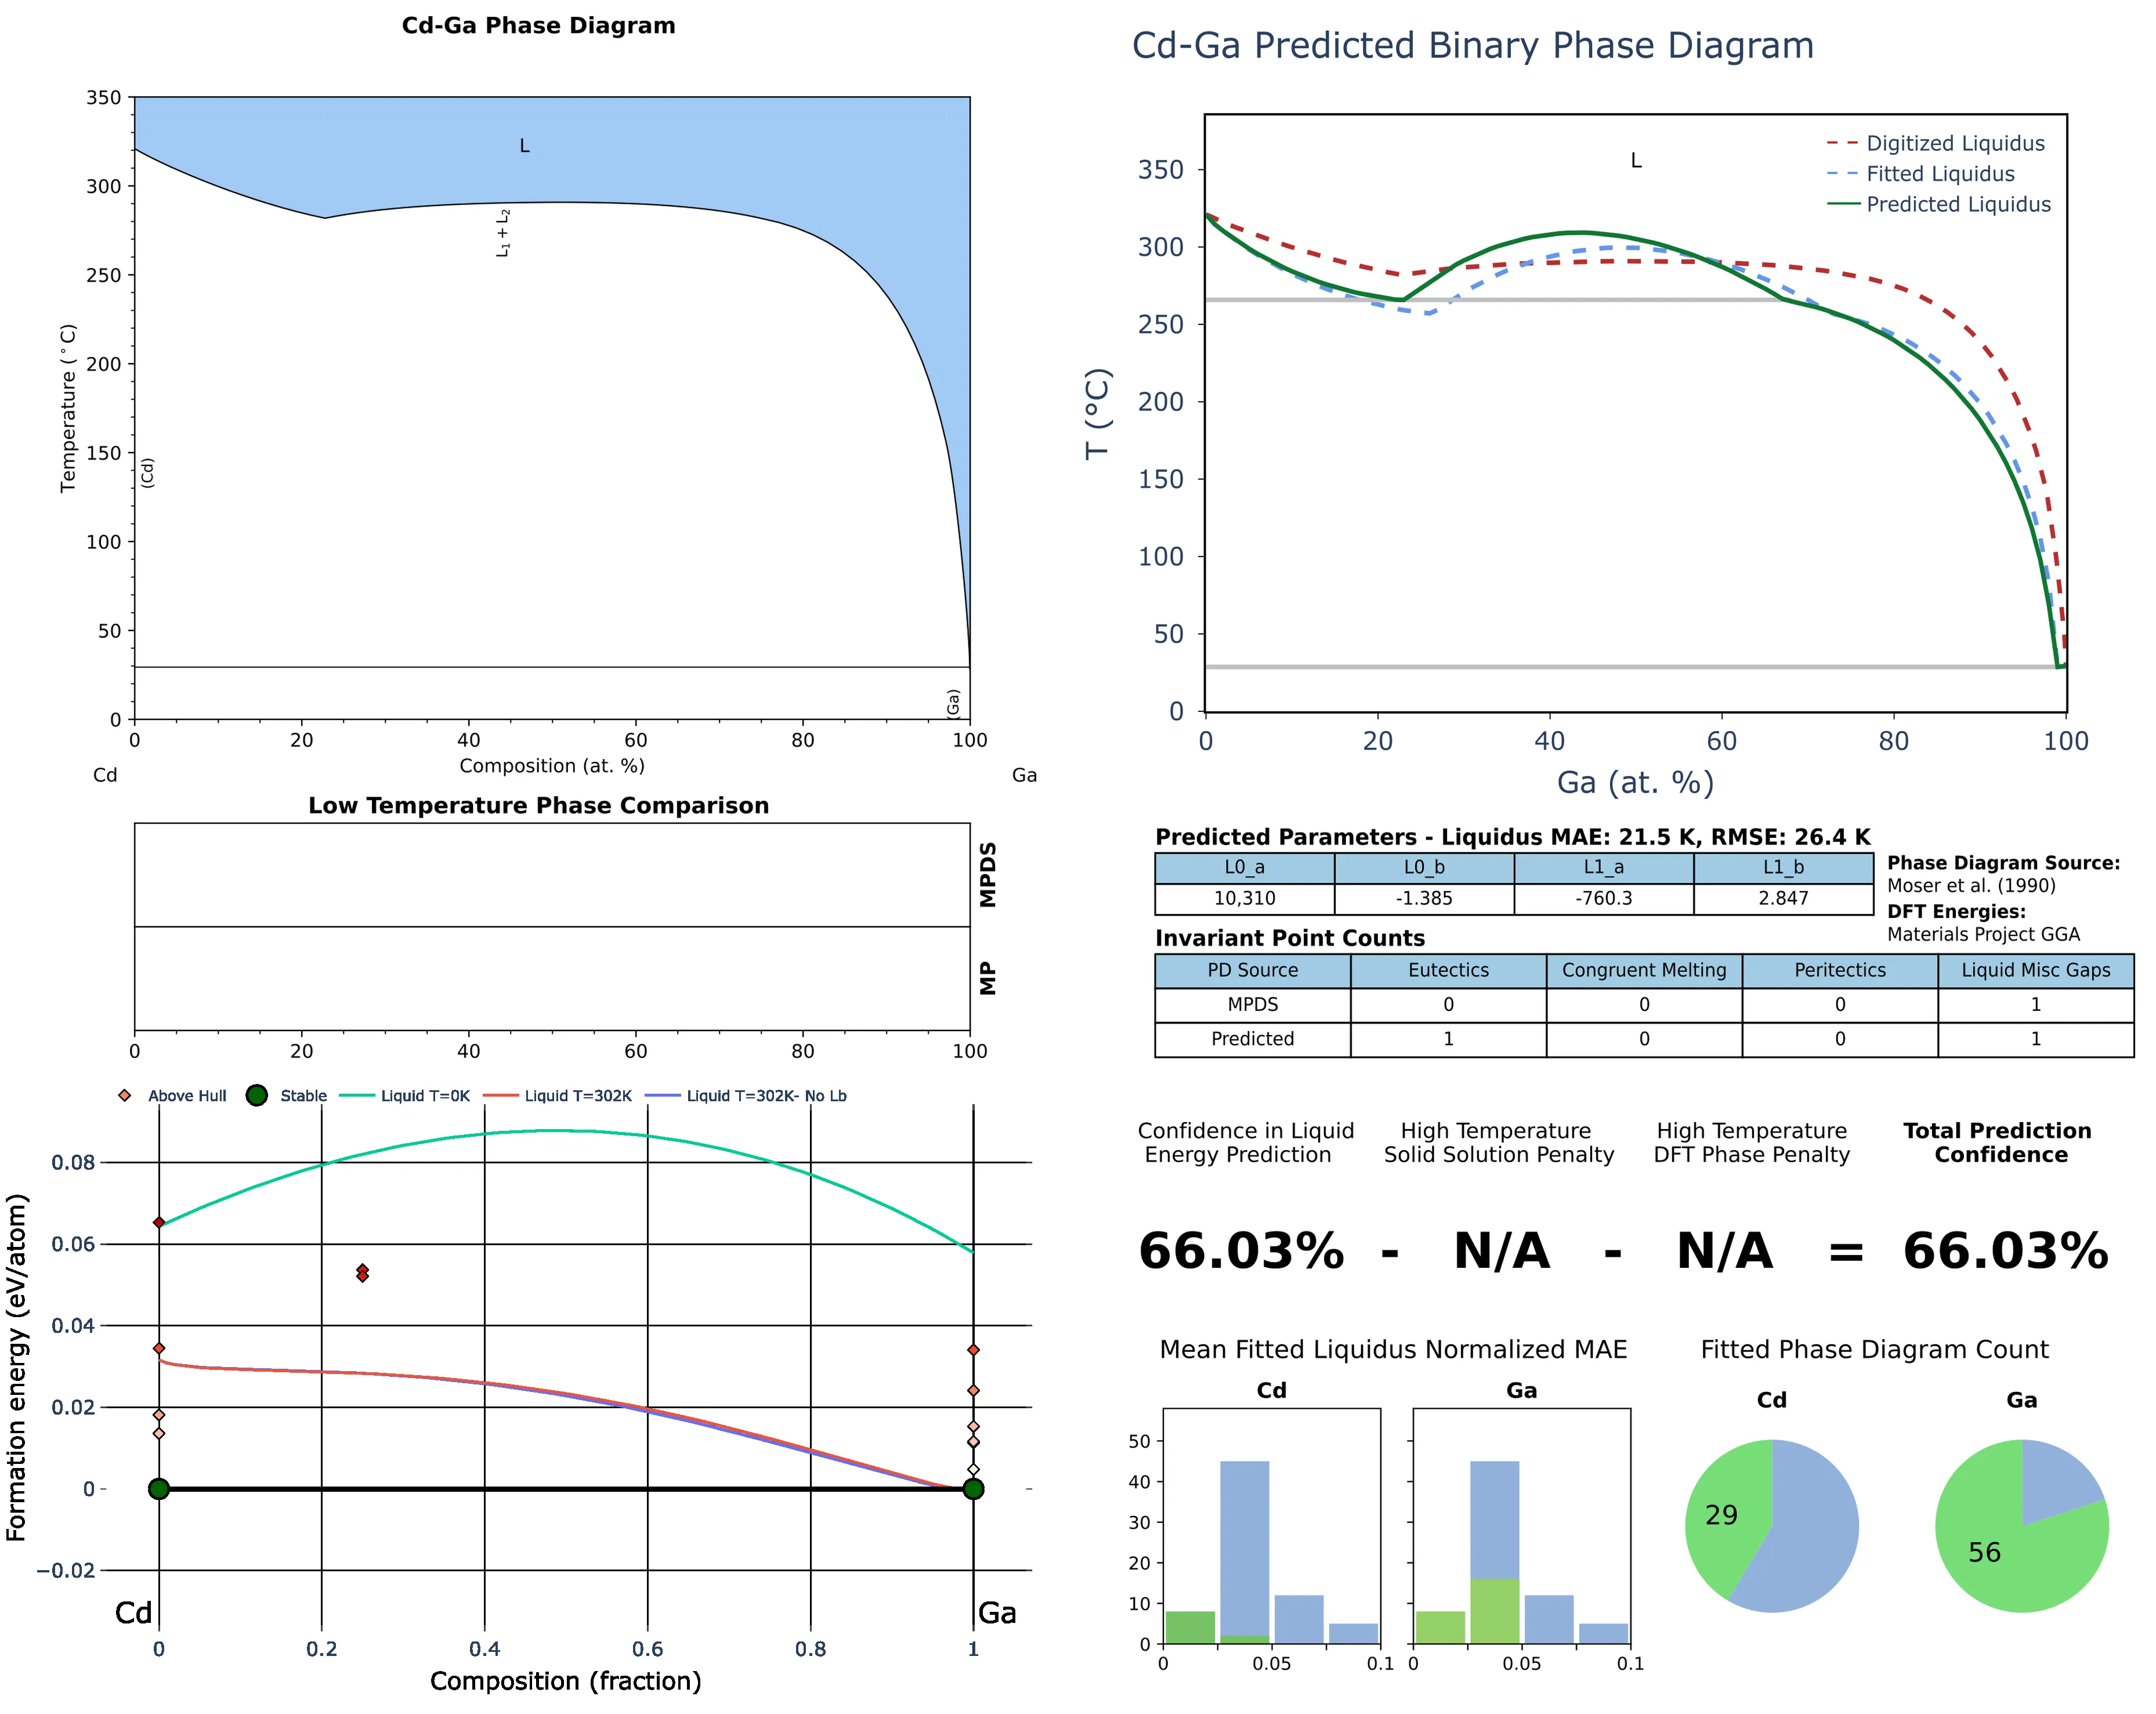 Cd-Ga Phase Diagram
350
300
250
200
150
100
50
0
Temperature (°C)
L
L₁ + L₂
(Cd)
(Ga)
0 20 40 60 80 100
Composition (at. %)
Cd
Ga
Low Temperature Phase Comparison
MPDS
MP
0 20 40 60 80 100
Above Hull Stable Liquid T=0K Liquid T=302K Liquid T=302K- No Lb
0.08
0.06
0.04
0.02
0
−0.02
Formation energy (eV/atom)
Cd
Ga
0 0.2 0.4 0.6 0.8 1
Composition (fraction)
Cd-Ga Predicted Binary Phase Diagram
L
Digitized Liquidus
Fitted Liquidus
Predicted Liquidus
350
300
250
200
150
100
50
0
T (°C)
0 20 40 60 80 100
Ga (at. %)
Predicted Parameters - Liquidus MAE: 21.5 K, RMSE: 26.4 K
L0_a L0_b L1_a L1_b
10,310 -1.385 -760.3 2.847
Phase Diagram Source:
Moser et al. (1990)
DFT Energies:
Materials Project GGA
Invariant Point Counts
PD Source Eutectics Congruent Melting Peritectics Liquid Misc Gaps
MPDS 0 0 0 1
Predicted 1 0 0 1
Confidence in Liquid
Energy Prediction
High Temperature
Solid Solution Penalty
High Temperature
DFT Phase Penalty
Total Prediction
Confidence
66.03% - N/A - N/A = 66.03%
Mean Fitted Liquidus Normalized MAE
Cd
Ga
50
40
30
20
10
0
0 0.05 0.1
0 0.05 0.1
Fitted Phase Diagram Count
Cd
Ga
29
56